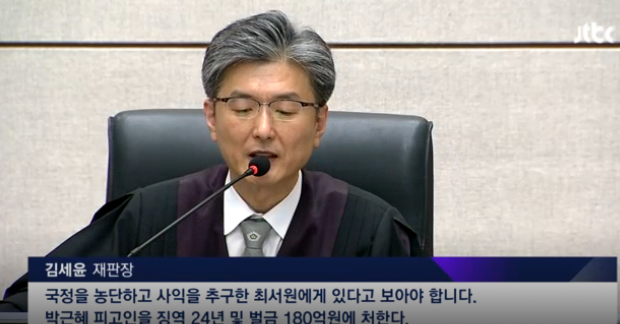 jtbc
김세윤 재판장
국정을 농단하고 사익을 추구한 최서원에게 있다고 보아야 합니다.
박근혜 피고인을 징역 24년 및 벌금 180억원에 처한다.